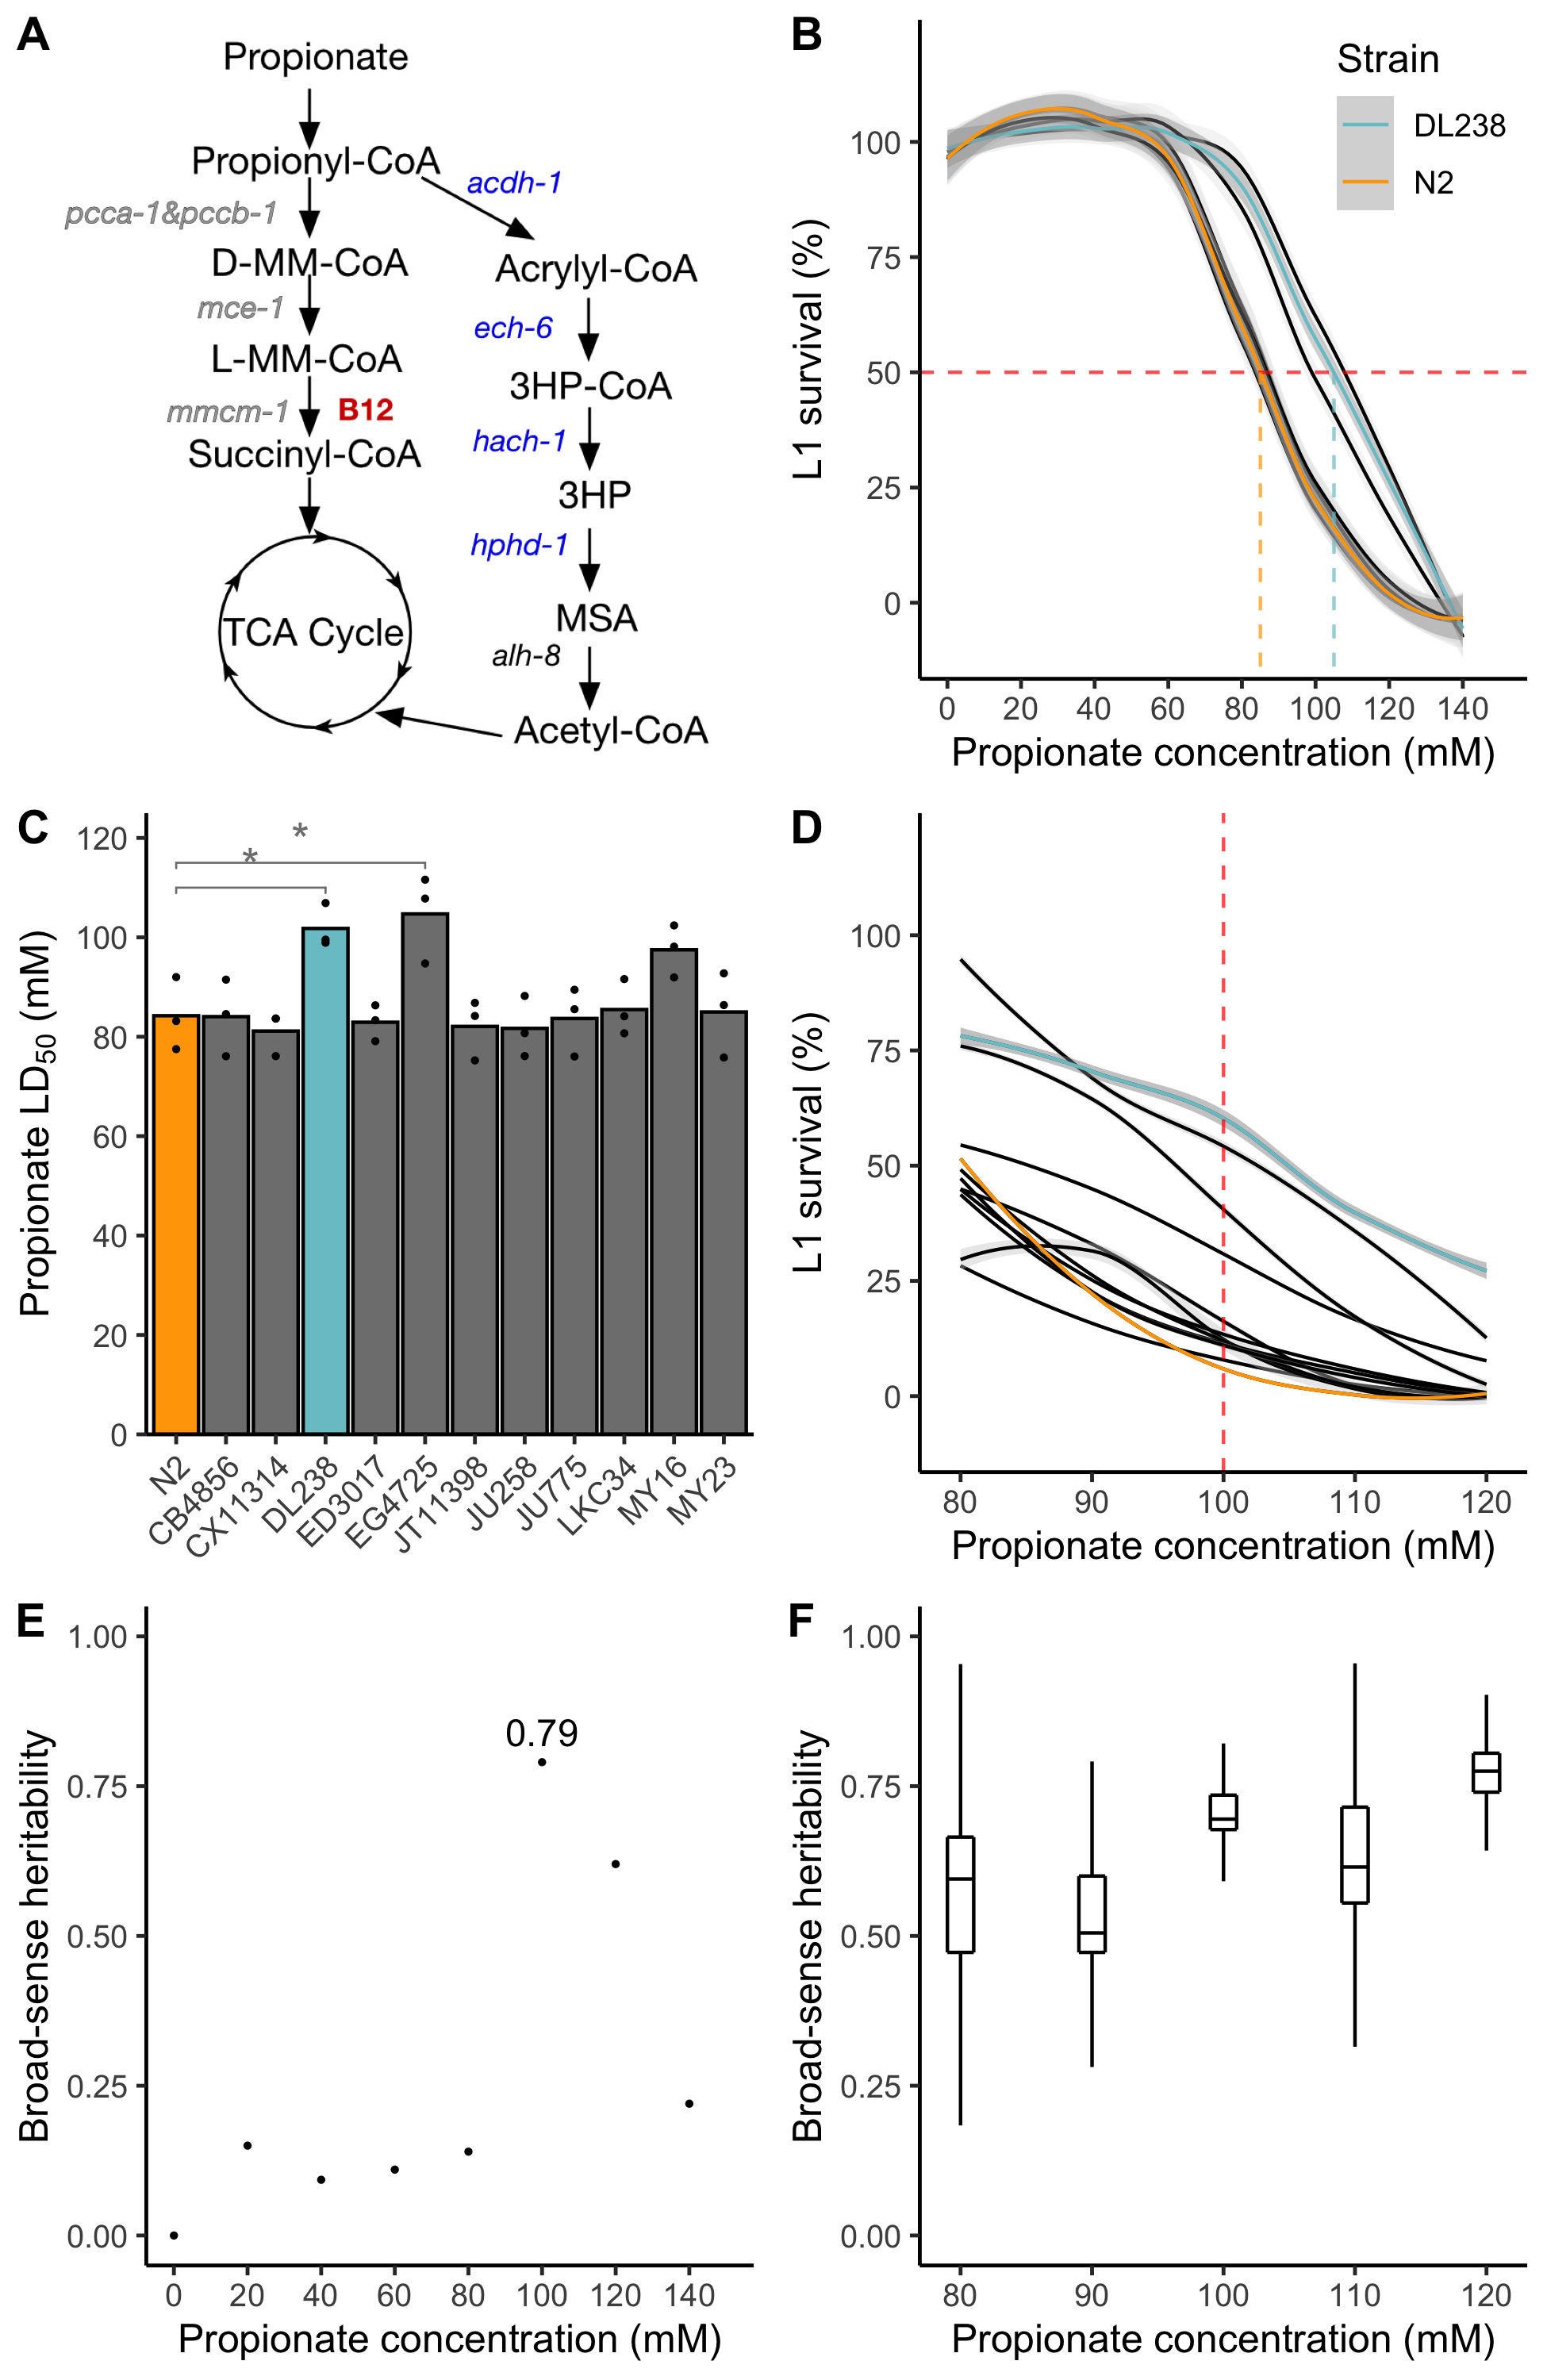 A
Propionate
Propionyl-CoA
acdh-1
pcca-1&pccb-1
D-MM-CoA
Acrylyl-CoA
mce-1
ech-6
L-MM-CoA
3HP-CoA
mmcm-1
B12
hach-1
Succinyl-CoA
3HP
hphd-1
TCA Cycle
MSA
alh-8
Acetyl-CoA
B
Strain
DL238
N2
L1 survival (%)
100
75
50
25
0
0 20 40 60 80 100 120 140
Propionate concentration (mM)
C
*
*
Propionate LD50 (mM)
120
100
80
60
40
20
0
N2
CB4856
CX11314
DL238
ED3017
EG4725
JT11398
JU258
JU775
LKC34
MY16
MY23
D
L1 survival (%)
100
75
50
25
0
80 90 100 110 120
Propionate concentration (mM)
E
Broad-sense heritability
1.00
0.75
0.50
0.25
0.00
0.79
0 20 40 60 80 100 120 140
Propionate concentration (mM)
F
Broad-sense heritability
1.00
0.75
0.50
0.25
0.00
80 90 100 110 120
Propionate concentration (mM)